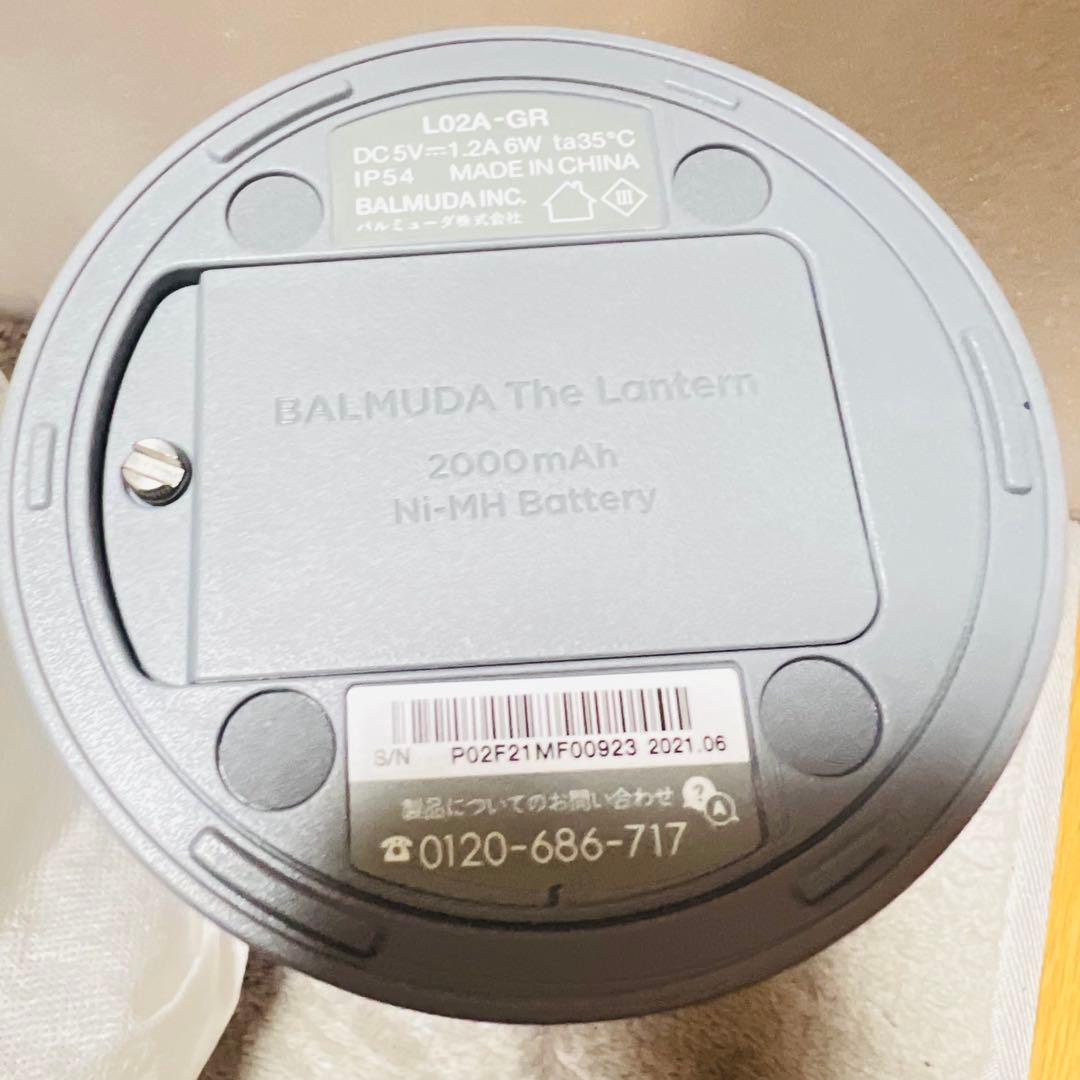 L02A-GR
DC5V⎓1.2A 6W ta35°C
IP54 MADE IN CHINA
BALMUDA INC.
バルミューダ株式会社
III
BALMUDA The Lantern
2000mAh
Ni-MH Battery
S/N P02F21MF00923 2021.06
製品についてのお問い合わせ ? A
☎0120-686-717